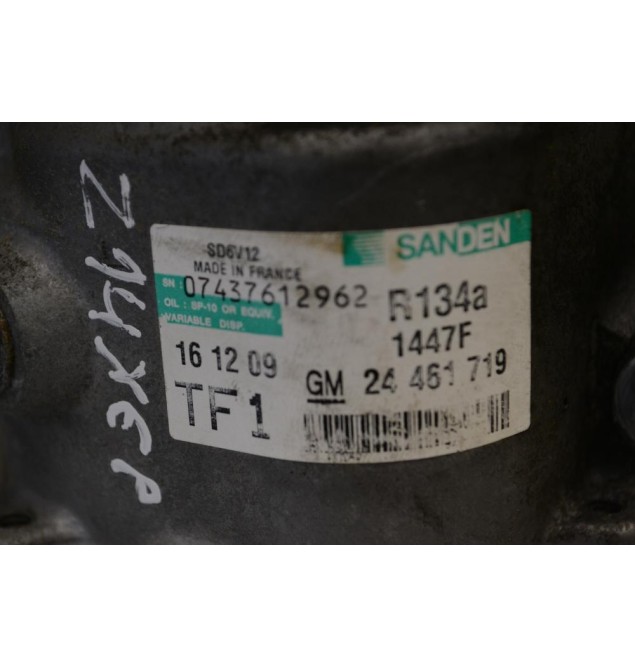 Z14XEP
SANDEN
SD6V12
MADE IN FRANCE
SN : 07437612962
R134a
OIL : SP-10 OR EQUIV.
VARIABLE DISP.
1447F
16 12 09
GM 24 461 719
TF1